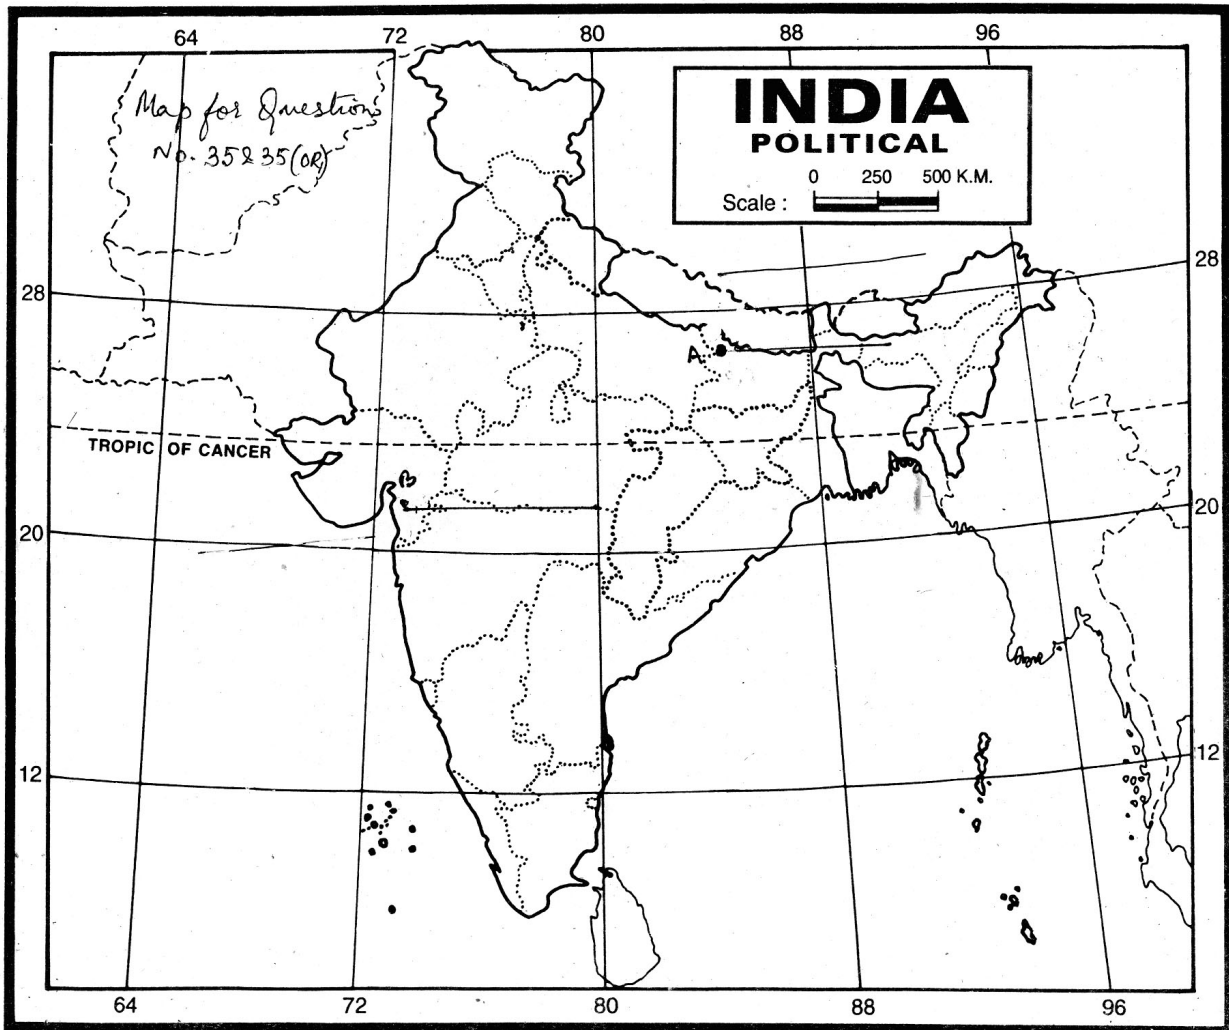 64 72 80 88 96
Map for Questions
No. 35 & 35 (OR)
INDIA
POLITICAL
0 250 500 K.M.
Scale :
28 28
A
TROPIC OF CANCER
B
20 20
12 12
64 72 80 88 96